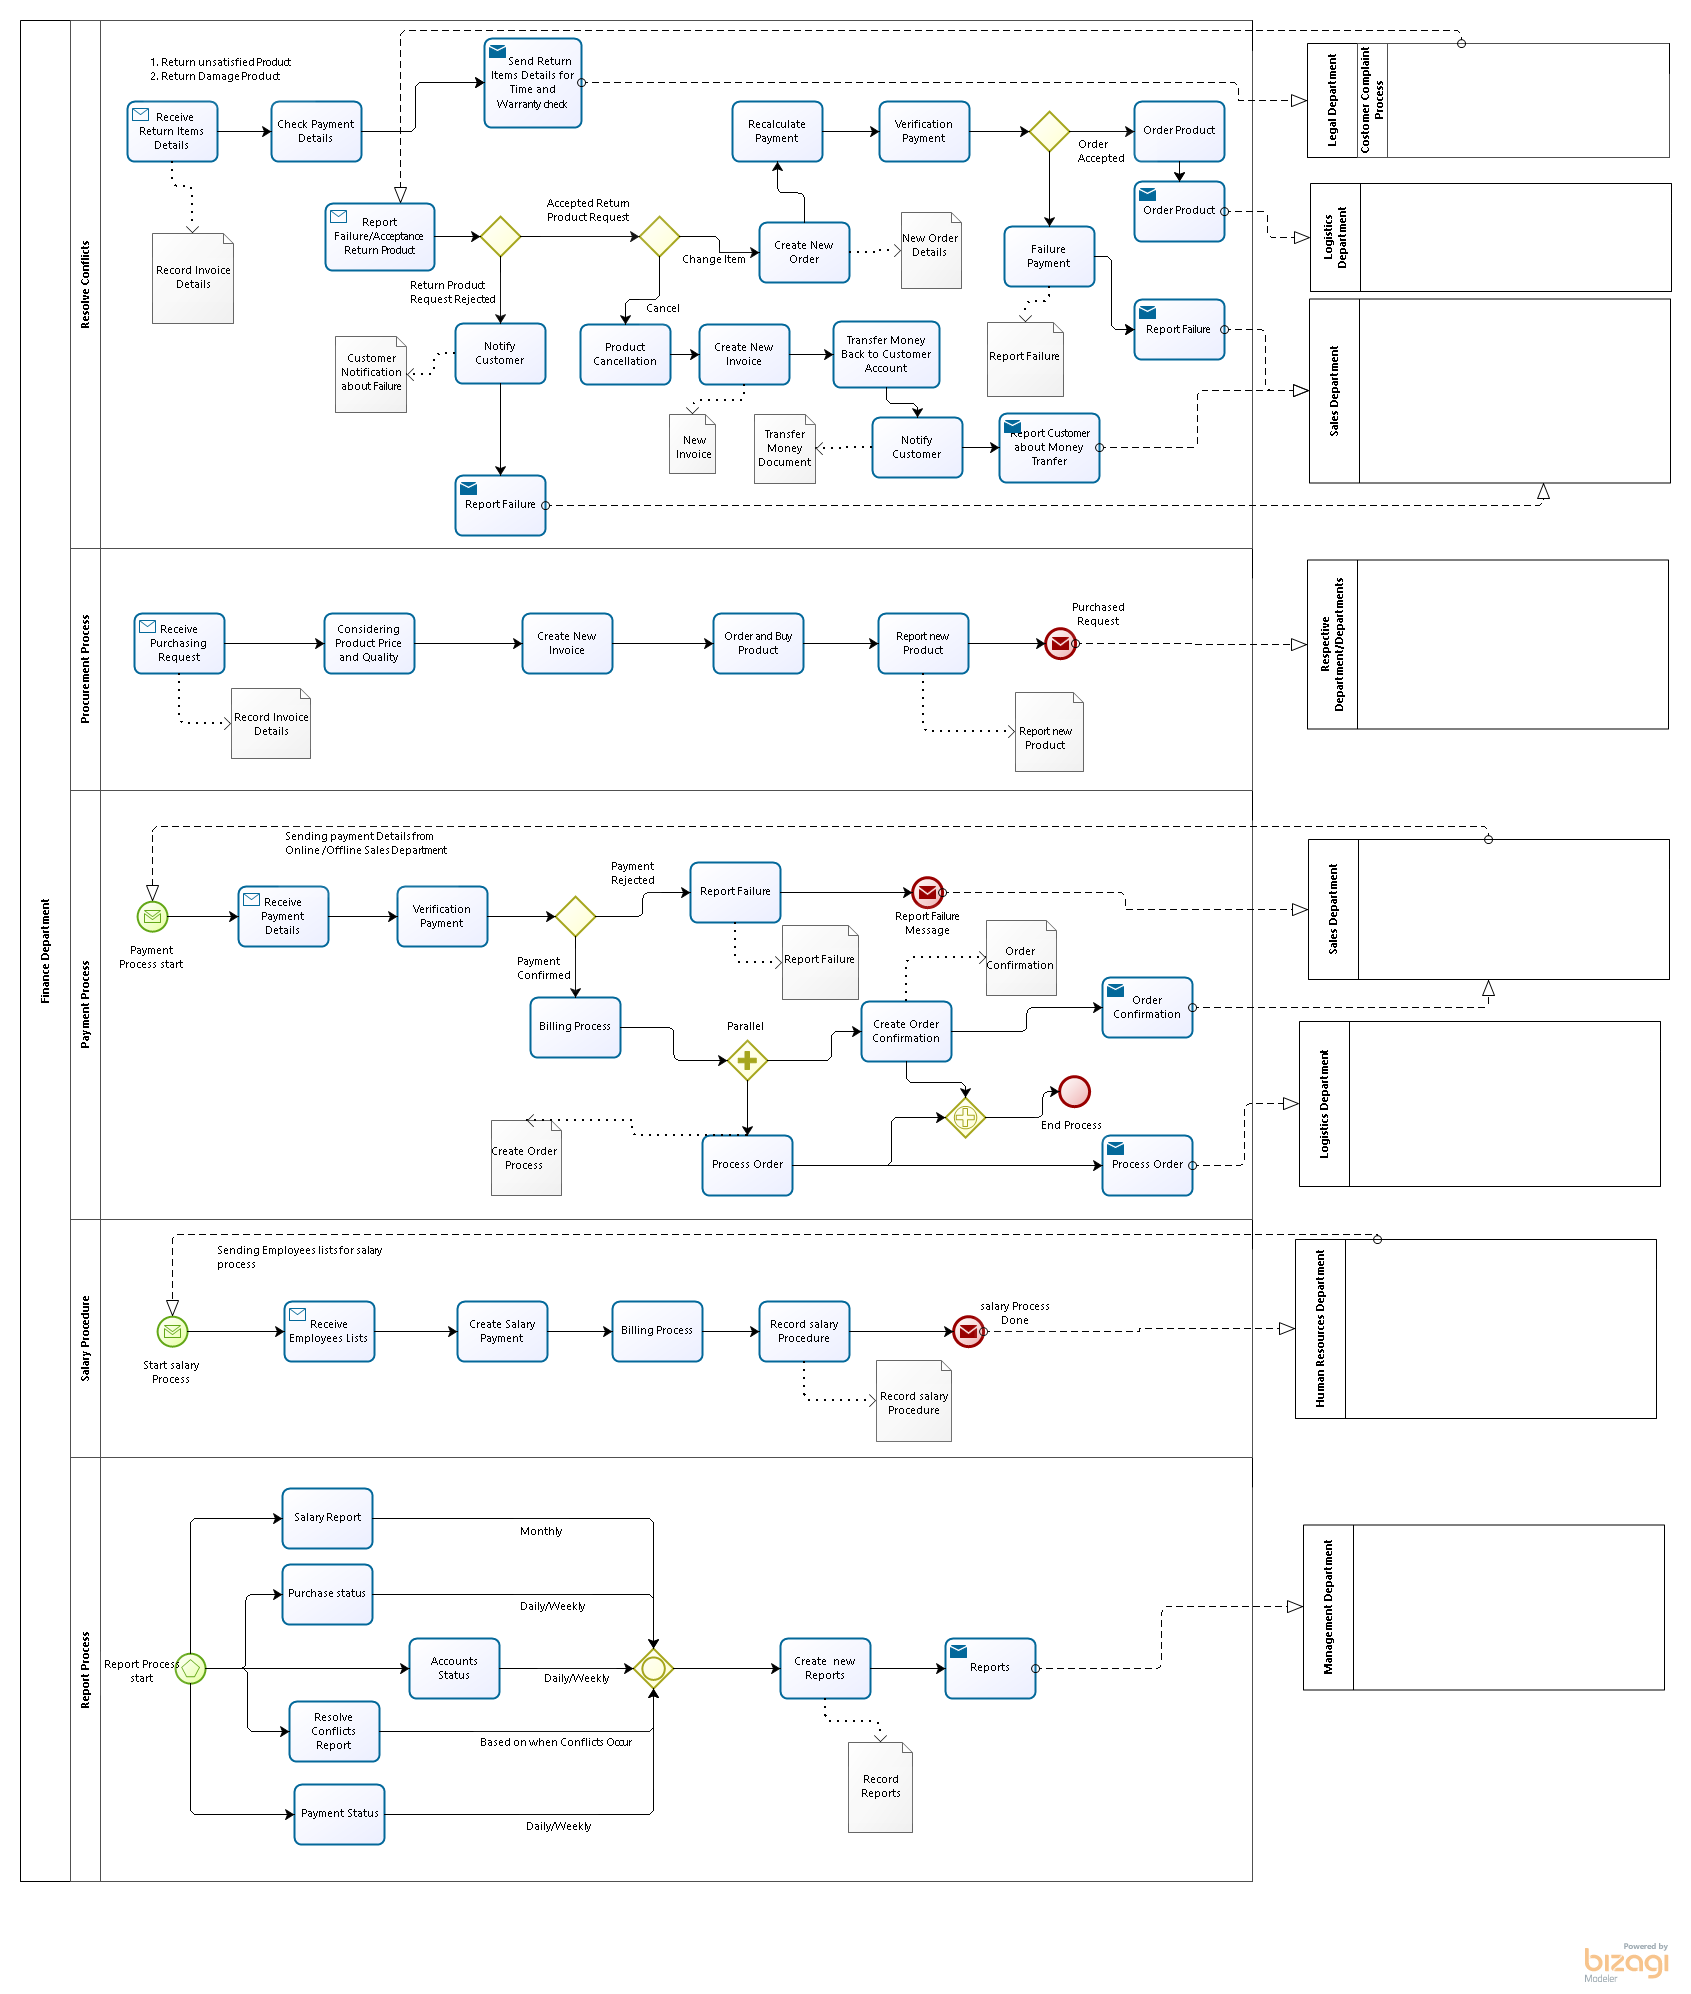 Finance Department
Resolve Conflicts
1. Return unsatisfied Product
2. Return Damage Product
Receive
Return Items
Details
Check Payment
Details
Send Return
Items Details for
Time and
Warranty check
Record Invoice
Details
Report
Failure/Acceptance
Return Product
Accepted Return
Product Request
Return Product
Request Rejected
Change Item
Cancel
Recalculate
Payment
Verification
Payment
Order
Accepted
Order Product
Order Product
Create New
Order
New Order
Details
Failure
Payment
Report Failure
Report Failure
Notify
Customer
Customer
Notification
about Failure
Product
Cancellation
Create New
Invoice
Transfer Money
Back to Customer
Account
New
Invoice
Transfer
Money
Document
Notify
Customer
Report Customer
about Money
Tranfer
Report Failure
Legal Department
Costomer Complaint
Process
Logistics
Department
Sales Department
Procurement Process
Receive
Purchasing
Request
Considering
Product Price
and Quality
Create New
Invoice
Order and Buy
Product
Report new
Product
Purchased
Request
Record Invoice
Details
Report new
Product
Respective
Department/Departments
Payment Process
Sending payment Details from
Online /Offline Sales Department
Payment
Process start
Receive
Payment
Details
Verification
Payment
Payment
Rejected
Payment
Confirmed
Report Failure
Report Failure
Message
Report Failure
Order
Confirmation
Billing Process
Parallel
Create Order
Confirmation
Order
Confirmation
End Process
Create Order
Process
Process Order
Process Order
Sales Department
Logistics Department
Salary Procedure
Sending Employees lists for salary
process
Start salary
Process
Receive
Employees Lists
Create Salary
Payment
Billing Process
Record salary
Procedure
salary Process
Done
Record salary
Procedure
Human Resources Department
Report Process
Report Process
start
Salary Report
Monthly
Purchase status
Daily/Weekly
Accounts
Status
Daily/Weekly
Resolve
Conflicts
Report
Based on when Conflicts Occur
Payment Status
Daily/Weekly
Create new
Reports
Reports
Record
Reports
Management Department
Powered by
bizagi
Modeler